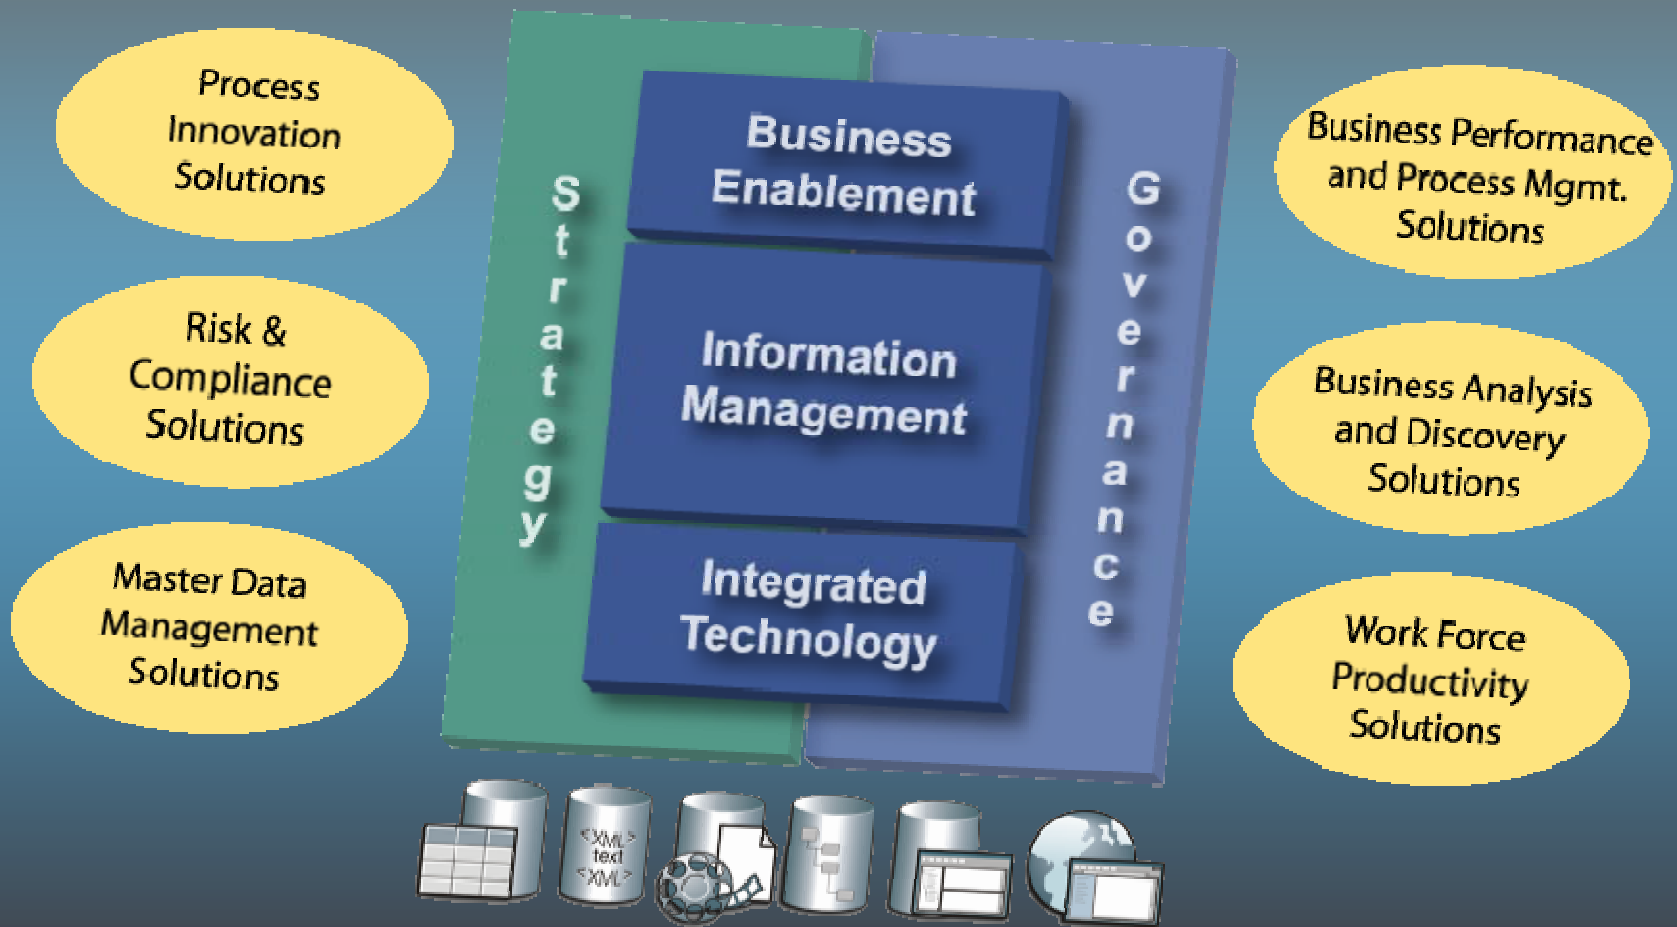 Process
Innovation
Solutions
Risk &
Compliance
Solutions
Master Data
Management
Solutions
Strategy
Business
Enablement
Information
Management
Integrated
Technology
Governance
Business Performance
and Process Mgmt.
Solutions
Business Analysis
and Discovery
Solutions
Work Force
Productivity
Solutions
<XML>
text
<XML>